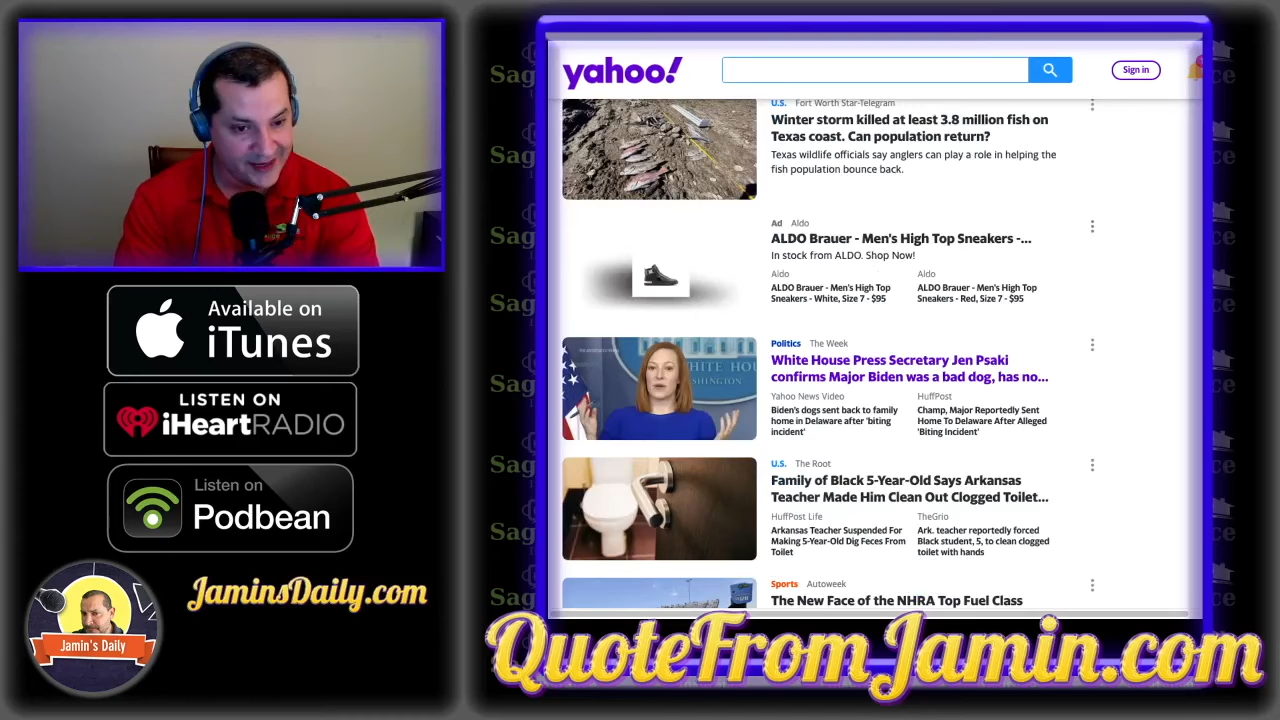 Available on
iTunes
LISTEN ON
iHeartRADIO
Listen on
Podbean
Jamin's Daily
JaminsDaily.com
yahoo!
Sign in
U.S. Fort Worth Star-Telegram
Winter storm killed at least 3.8 million fish on
Texas coast. Can population return?
Texas wildlife officials say anglers can play a role in helping the
fish population bounce back.
Ad Aldo
ALDO Brauer - Men's High Top Sneakers -...
In stock from ALDO. Shop Now!
Aldo
ALDO Brauer - Men's High Top
Sneakers - White, Size 7 - $95
Aldo
ALDO Brauer - Men's High Top
Sneakers - Red, Size 7 - $95
Politics The Week
White House Press Secretary Jen Psaki
confirms Major Biden was a bad dog, has no...
Yahoo News Video
Biden's dogs sent back to family
home in Delaware after 'biting
incident'
HuffPost
Champ, Major Reportedly Sent
Home To Delaware After Alleged
'Biting Incident'
U.S. The Root
Family of Black 5-Year-Old Says Arkansas
Teacher Made Him Clean Out Clogged Toilet...
HuffPost Life
Arkansas Teacher Suspended For
Making 5-Year-Old Dig Feces From
Toilet
TheGrio
Ark. teacher reportedly forced
Black student, 5, to clean clogged
toilet with hands
Sports Autoweek
The New Face of the NHRA Top Fuel Class
QuoteFromJamin.com